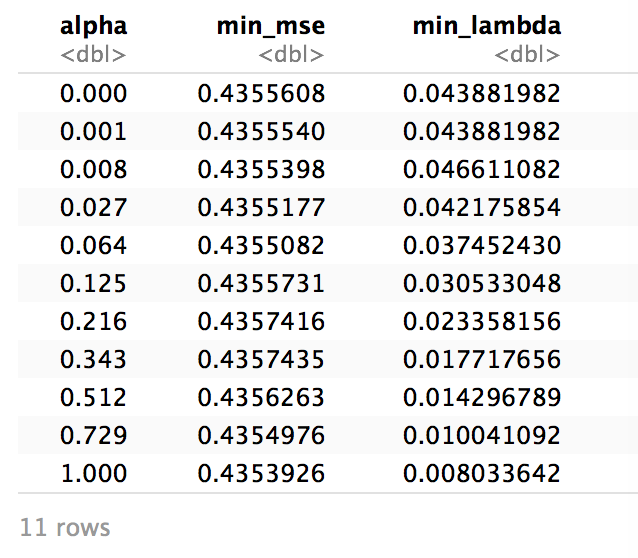 alpha min_mse min_lambda
<dbl> <dbl> <dbl>
0.000 0.4355608 0.043881982
0.001 0.4355540 0.043881982
0.008 0.4355398 0.046611082
0.027 0.4355177 0.042175854
0.064 0.4355082 0.037452430
0.125 0.4355731 0.030533048
0.216 0.4357416 0.023358156
0.343 0.4357435 0.017717656
0.512 0.4356263 0.014296789
0.729 0.4354976 0.010041092
1.000 0.4353926 0.008033642
11 rows